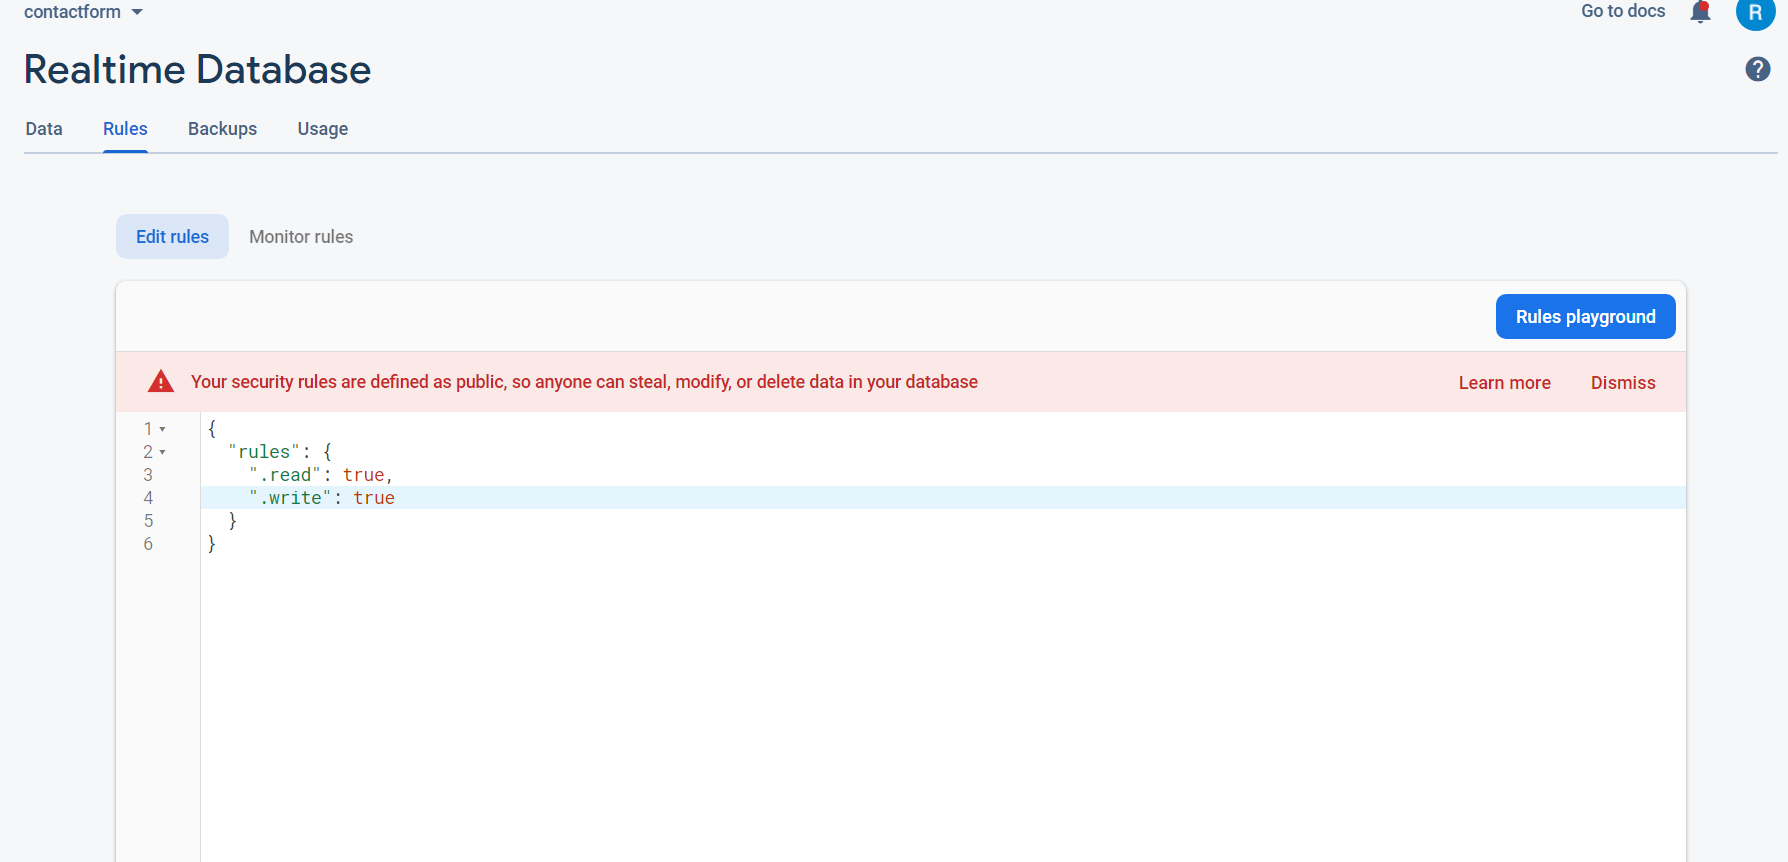 contactform
Go to docs
R
Realtime Database
?
Data Rules Backups Usage
Edit rules Monitor rules
Rules playground
Your security rules are defined as public, so anyone can steal, modify, or delete data in your database
Learn more Dismiss
1 {
2 "rules": {
3 ".read": true,
4 ".write": true
5 }
6 }